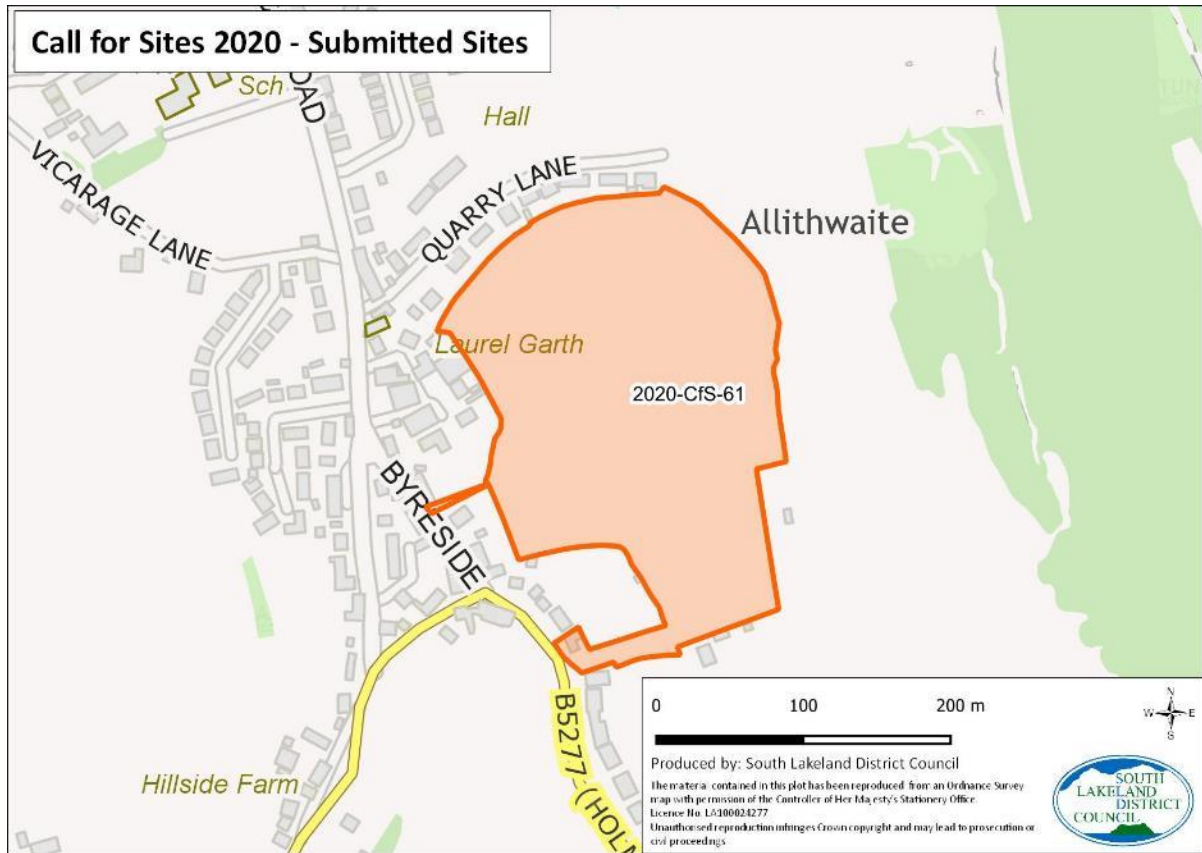 Call for Sites 2020 - Submitted Sites
OAD
Sch
Hall
VICARAGE LANE
QUARRY LANE
Allithwaite
Laurel Garth
2020-CfS-61
BYRESIDE
B5277 (HOLM
Hillside Farm
0 100 200 m
N
W E
S
Produced by: South Lakeland District Council
The material contained in this plot has been reproduced from an Ordnance Survey
map with permission of the Controller of Her Majesty's Stationery Office.
Licence No. LA100024277
Unauthorised reproduction infringes Crown copyright and may lead to prosecution or
civil proceedings
SOUTH
LAKELAND
DISTRICT
COUNCIL